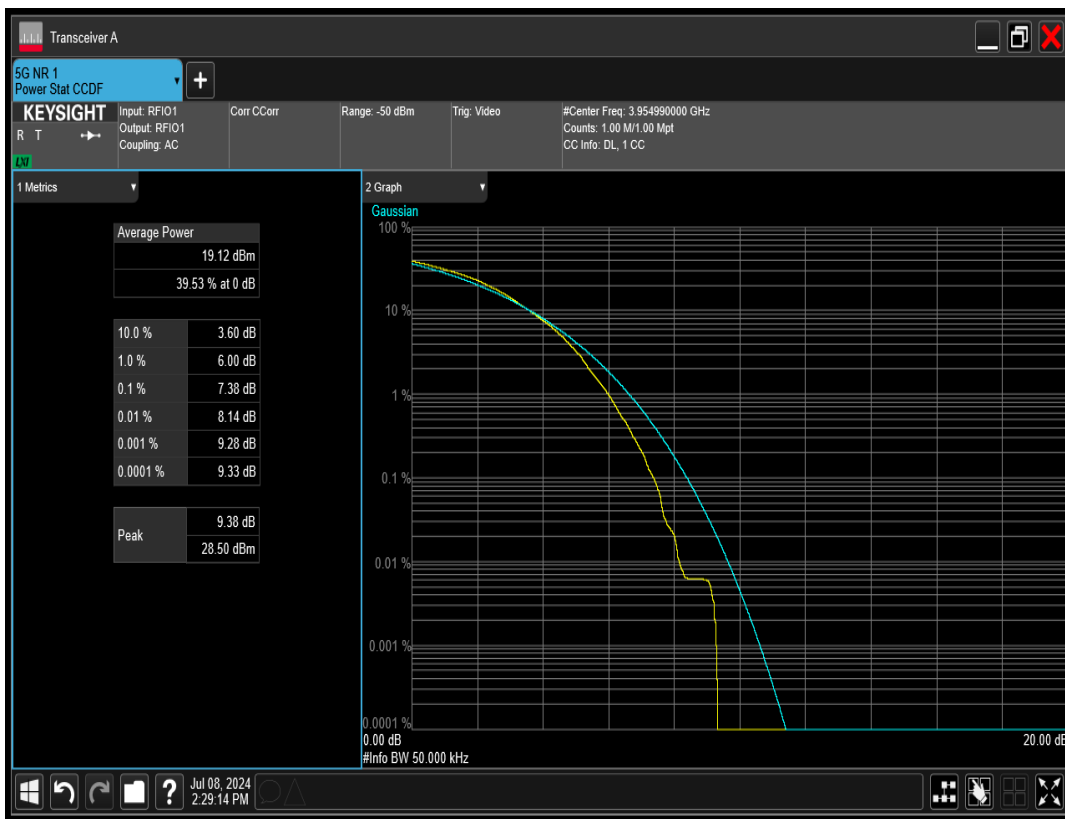 Transceiver A
5G NR 1
Power Stat CCDF
+
KEYSIGHT
R T
LXI
Input: RFIO1
Output: RFIO1
Coupling: AC
Corr CCorr
Range: -50 dBm
Trig: Video
#Center Freq: 3.954990000 GHz
Counts: 1.00 M/1.00 Mpt
CC Info: DL, 1 CC
1 Metrics
Average Power
19.12 dBm
39.53 % at 0 dB
10.0 % 3.60 dB
1.0 % 6.00 dB
0.1 % 7.38 dB
0.01 % 8.14 dB
0.001 % 9.28 dB
0.0001 % 9.33 dB
Peak
9.38 dB
28.50 dBm
2 Graph
Gaussian
100 %
10 %
1 %
0.1 %
0.01 %
0.001 %
0.0001 %
0.00 dB 20.00 dB
#Info BW 50.000 kHz
?
Jul 08, 2024
2:29:14 PM